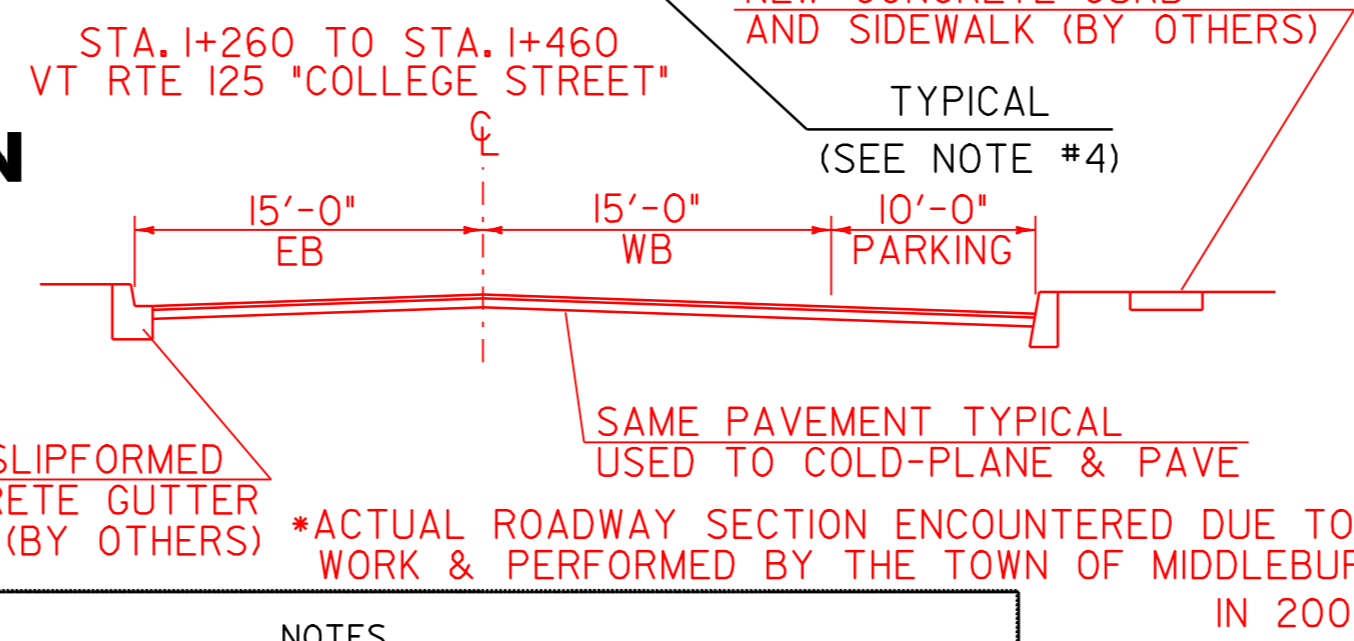 AND SIDEWALK (BY OTHERS)
STA. 1+260 TO STA. 1+460
VT RTE 125 "COLLEGE STREET"
TYPICAL
(SEE NOTE #4)
N
15'-0" 15'-0" 10'-0"
EB WB PARKING
SAME PAVEMENT TYPICAL
USED TO COLD-PLANE & PAVE
SLIPFORMED
GUTTER
(BY OTHERS)
*ACTUAL ROADWAY SECTION ENCOUNTERED DUE TO
WORK & PERFORMED BY THE TOWN OF MIDDLEBUR
IN 200
NOTES